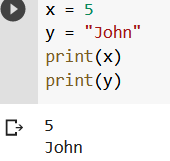 x = 5
y = "John"
print(x)
print(y)
5
John